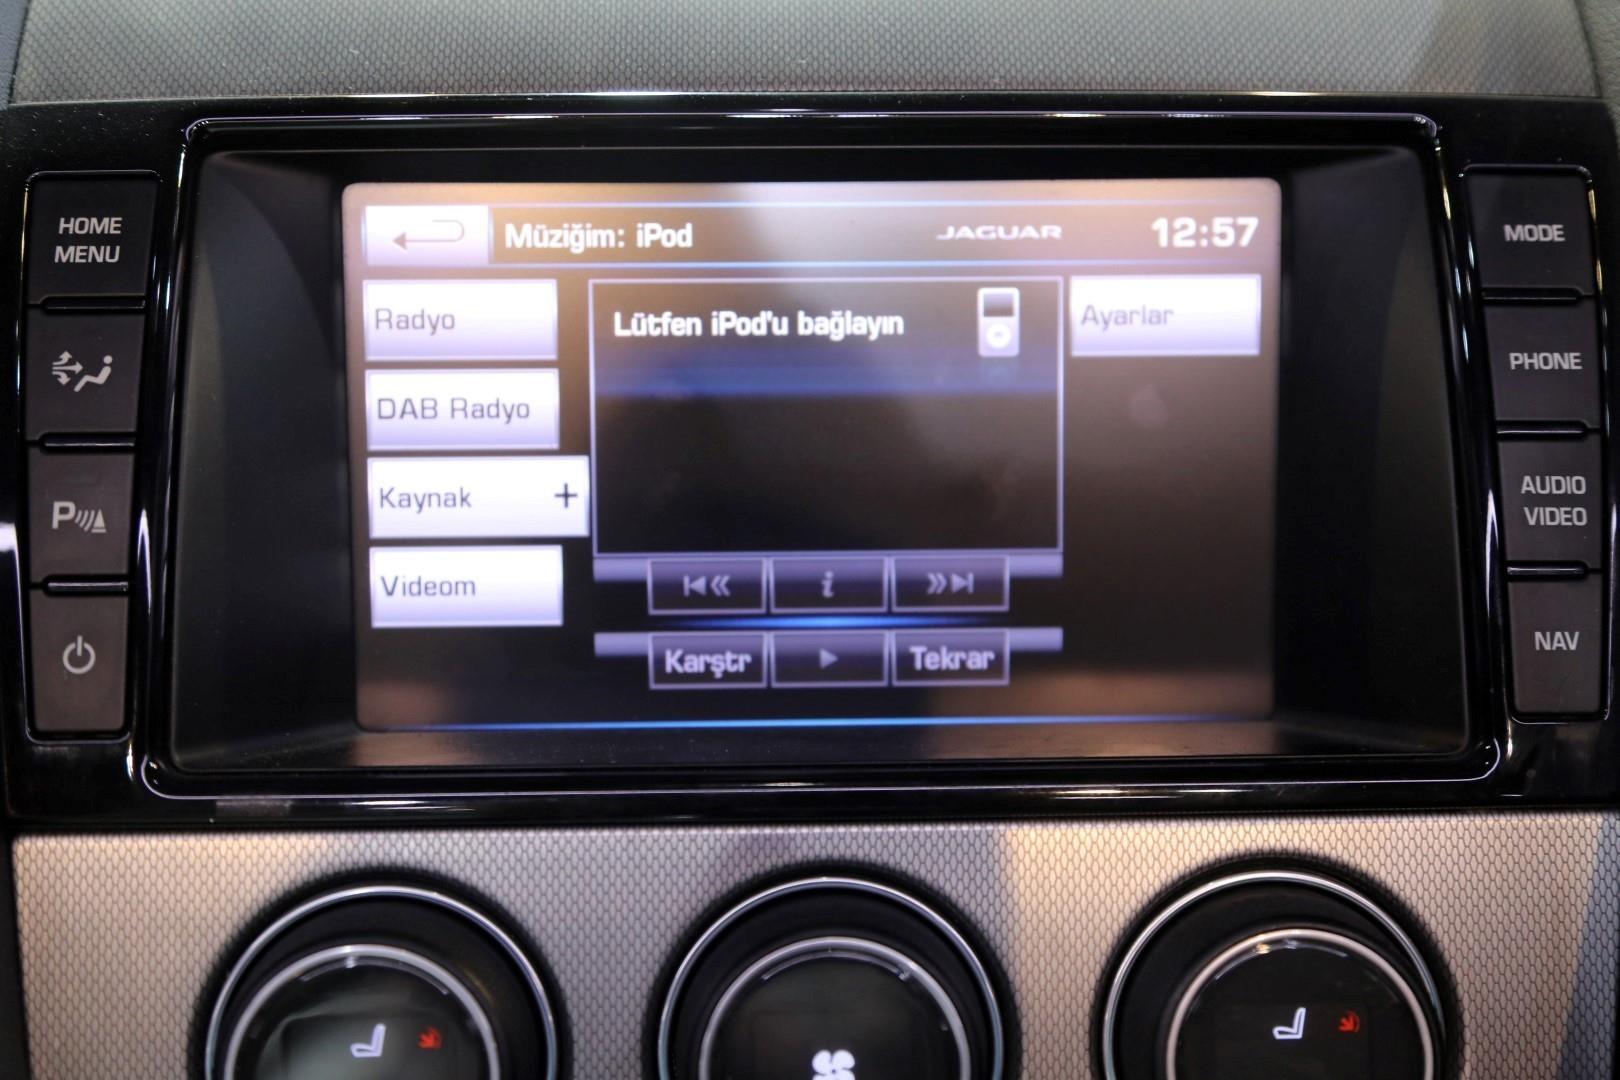 HOME
MENU
P
Müziğim: iPod
JAGUAR
12:57
Radyo
DAB Radyo
Kaynak +
Videom
Lütfen iPod'u bağlayın
Ayarlar
i
Karştr
Tekrar
MODE
PHONE
AUDIO
VIDEO
NAV